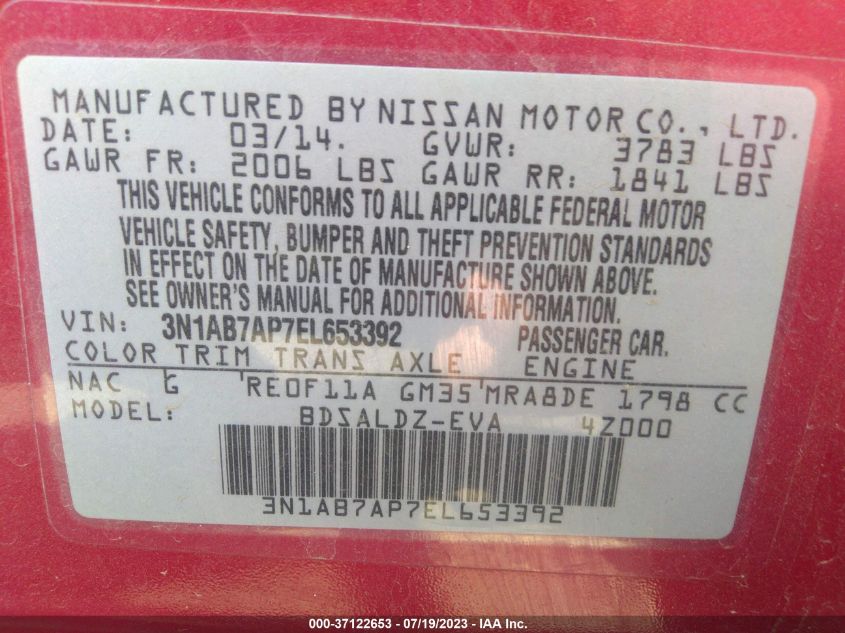 MANUFACTURED BY NISSAN MOTOR CO., LTD.
DATE: 03/14. GVWR: 3783 LBS
GAWR FR: 2006 LBS GAWR RR: 1841 LBS
THIS VEHICLE CONFORMS TO ALL APPLICABLE FEDERAL MOTOR
VEHICLE SAFETY, BUMPER AND THEFT PREVENTION STANDARDS
IN EFFECT ON THE DATE OF MANUFACTURE SHOWN ABOVE.
SEE OWNER'S MANUAL FOR ADDITIONAL INFORMATION.
VIN: 3N1AB7AP7EL653392 PASSENGER CAR.
COLOR TRIM TRANS AXLE ENGINE
NAC G 'RE0F11A GM35'MRA8DE 1798 CC
MODEL: BDSALDZ-EVA 4Z000
3N1AB7AP7EL653392
000-37122653 - 07/19/2023 - IAA Inc.